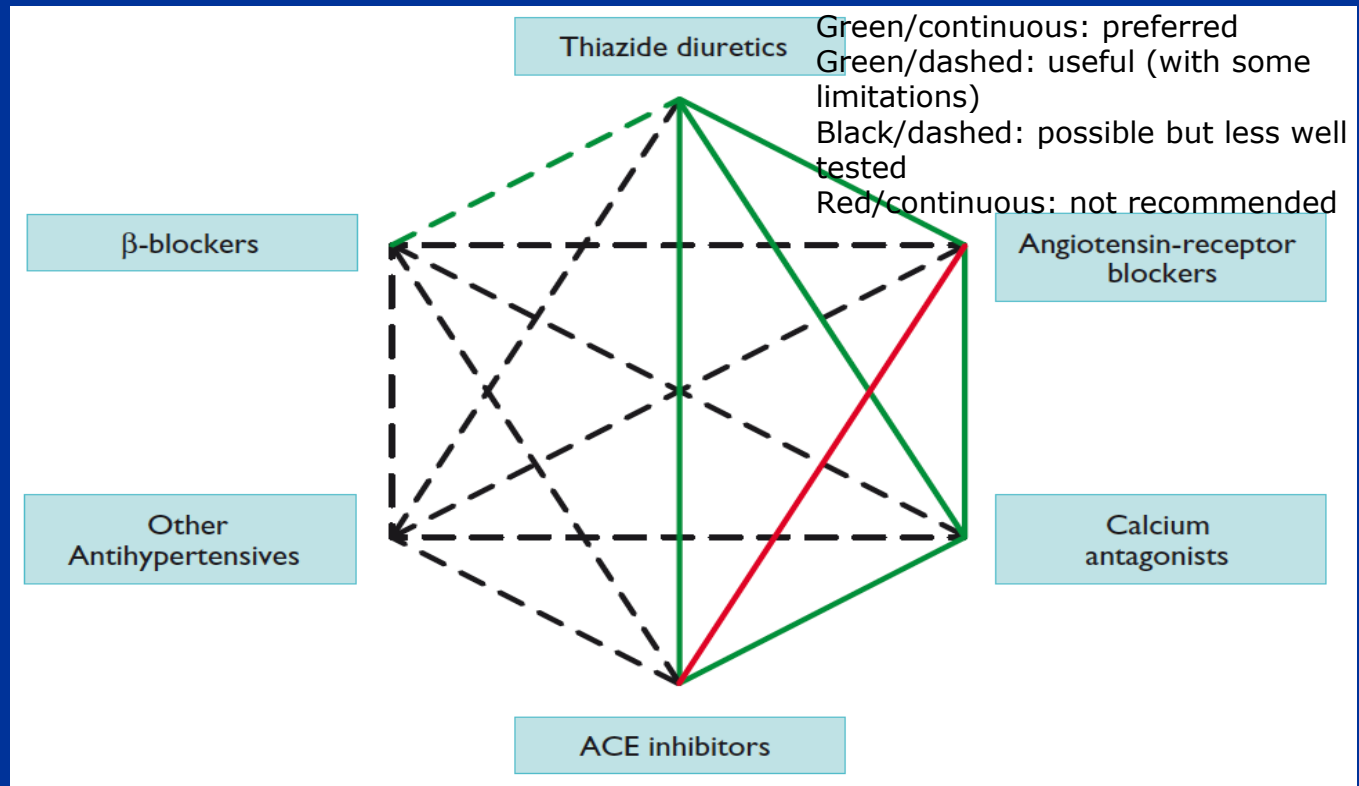 Thiazide diuretics
Green/continuous: preferred
Green/dashed: useful (with some
limitations)
Black/dashed: possible but less well
tested
Red/continuous: not recommended
β-blockers
Angiotensin-receptor
blockers
Other
Antihypertensives
Calcium
antagonists
ACE inhibitors